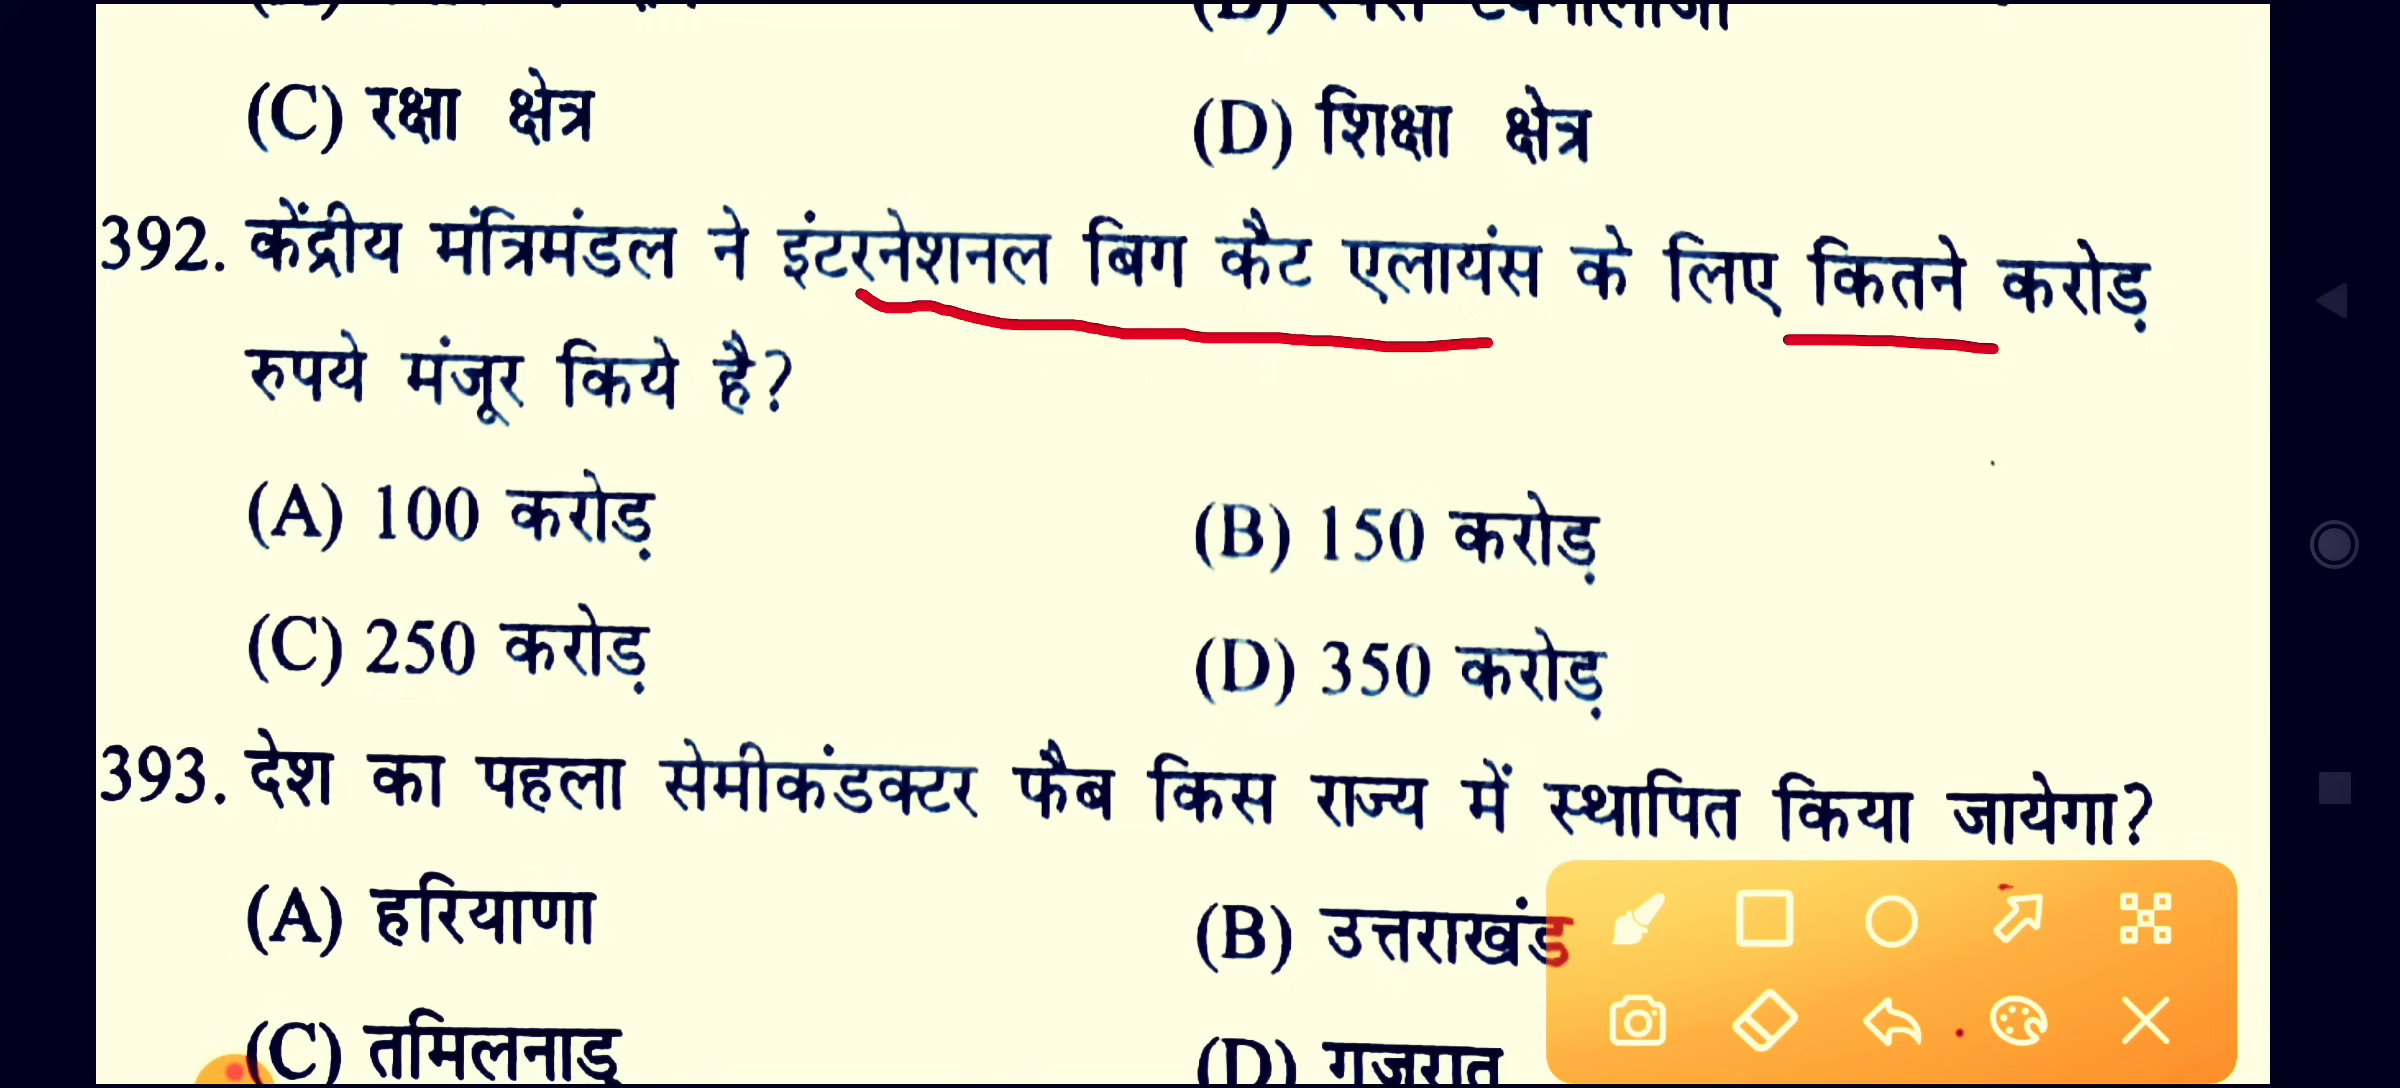 (C) रक्षा क्षेत्र
(D) शिक्षा क्षेत्र
392. केंद्रीय मंत्रिमंडल ने इंटरनेशनल बिग कैट एलायंस के लिए कितने करोड़
रुपये मंजूर किये है?
(A) 100 करोड़
(B) 150 करोड़
(C) 250 करोड़
(D) 350 करोड़
393. देश का पहला सेमीकंडक्टर फैब किस राज्य में स्थापित किया जायेगा?
(A) हरियाणा
(B) उत्तराखंड
(C) तमिलनाडु
(D) गुजरात